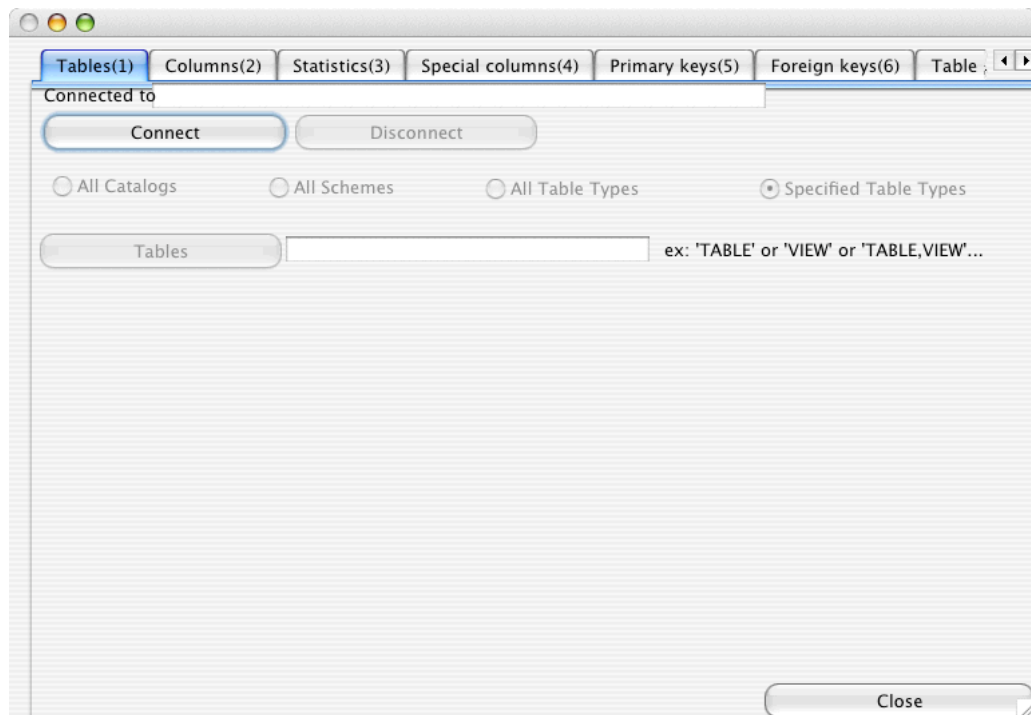 Tables(1) Columns(2) Statistics(3) Special columns(4) Primary keys(5) Foreign keys(6) Table
Connected to
Connect Disconnect
All Catalogs All Schemes All Table Types Specified Table Types
Tables ex: 'TABLE' or 'VIEW' or 'TABLE,VIEW'...
Close